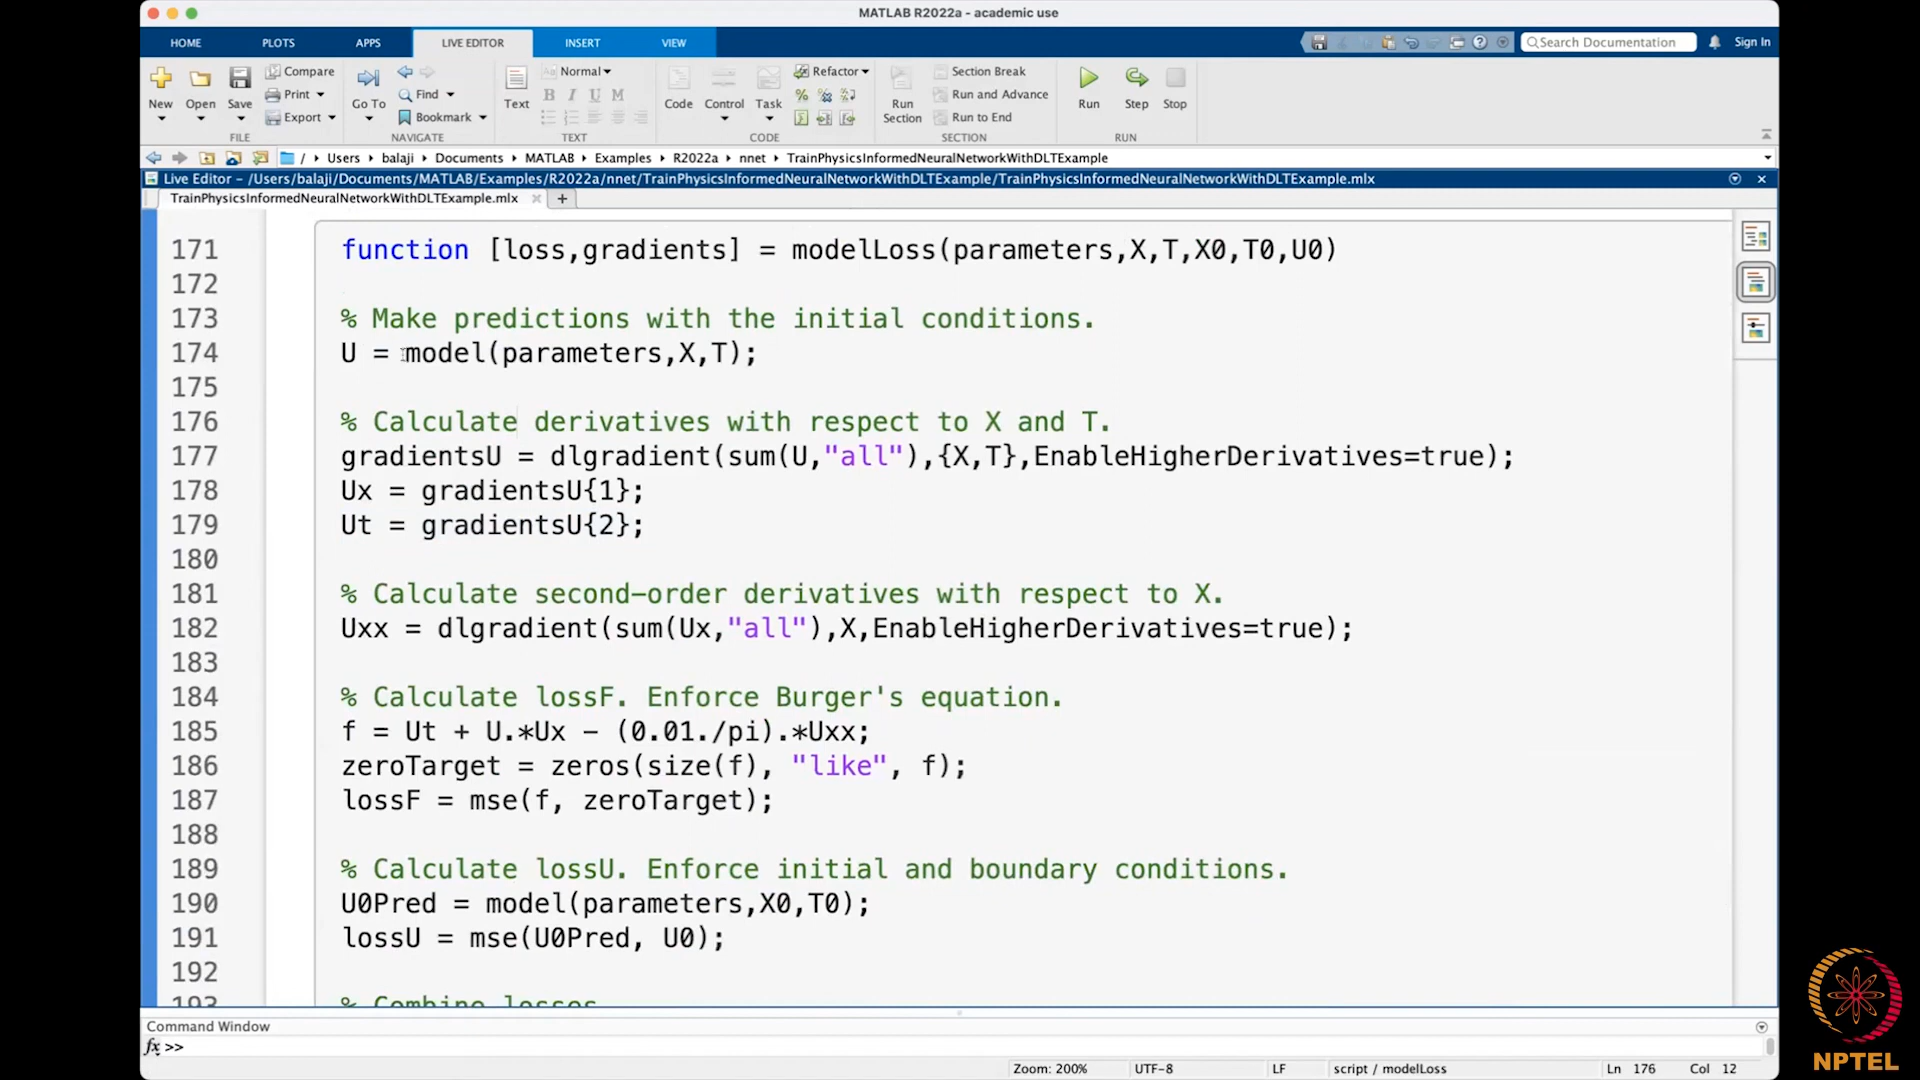 MATLAB R2022a - academic use
HOME PLOTS APPS LIVE EDITOR INSERT VIEW Search Documentation Sign In
New Open Save Compare Print Export Go To Find Bookmark Text Aa Normal B I U M Code Control Task Refactor Run Section Section Break Run and Advance Run to End Run Step Stop
FILE NAVIGATE TEXT CODE SECTION RUN
/ Users balaji Documents MATLAB Examples R2022a nnet TrainPhysicsInformedNeuralNetworkWithDLTExample
Live Editor - /Users/balaji/Documents/MATLAB/Examples/R2022a/nnet/TrainPhysicsInformedNeuralNetworkWithDLTExample/TrainPhysicsInformedNeuralNetworkWithDLTExample.mlx
TrainPhysicsInformedNeuralNetworkWithDLTExample.mlx
171 function [loss,gradients] = modelLoss(parameters,X,T,X0,T0,U0)
172
173 % Make predictions with the initial conditions.
174 U = model(parameters,X,T);
175
176 % Calculate derivatives with respect to X and T.
177 gradientsU = dlgradient(sum(U,"all"),{X,T},EnableHigherDerivatives=true);
178 Ux = gradientsU{1};
179 Ut = gradientsU{2};
180
181 % Calculate second-order derivatives with respect to X.
182 Uxx = dlgradient(sum(Ux,"all"),X,EnableHigherDerivatives=true);
183
184 % Calculate lossF. Enforce Burger's equation.
185 f = Ut + U.*Ux - (0.01./pi).*Uxx;
186 zeroTarget = zeros(size(f), "like", f);
187 lossF = mse(f, zeroTarget);
188
189 % Calculate lossU. Enforce initial and boundary conditions.
190 U0Pred = model(parameters,X0,T0);
191 lossU = mse(U0Pred, U0);
192
193 % Combine losses.
Command Window
fx >>
Zoom: 200% UTF-8 LF script / modelLoss Ln 176 Col 12
NPTEL